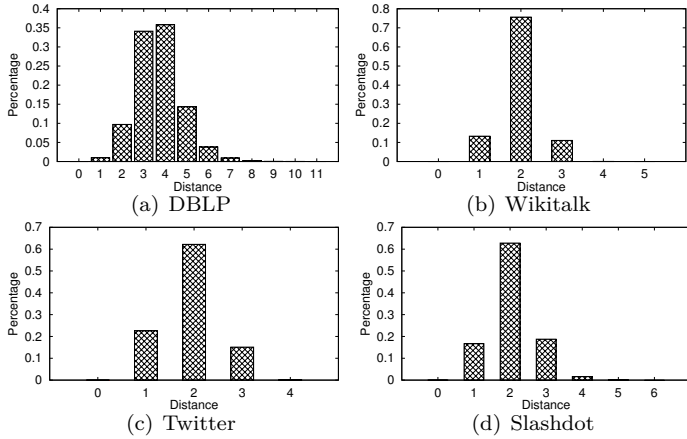 0.4
0.35
0.3
0.25
0.2
0.15
0.1
0.05
0
Percentage
0 1 2 3 4 5 6 7 8 9 10 11
Distance
(a) DBLP
0.8
0.7
0.6
0.5
0.4
0.3
0.2
0.1
0
Percentage
0 1 2 3 4 5
Distance
(b) Wikitalk
0.7
0.6
0.5
0.4
0.3
0.2
0.1
0
Percentage
0 1 2 3 4
Distance
(c) Twitter
0.7
0.6
0.5
0.4
0.3
0.2
0.1
0
Percentage
0 1 2 3 4 5 6
Distance
(d) Slashdot